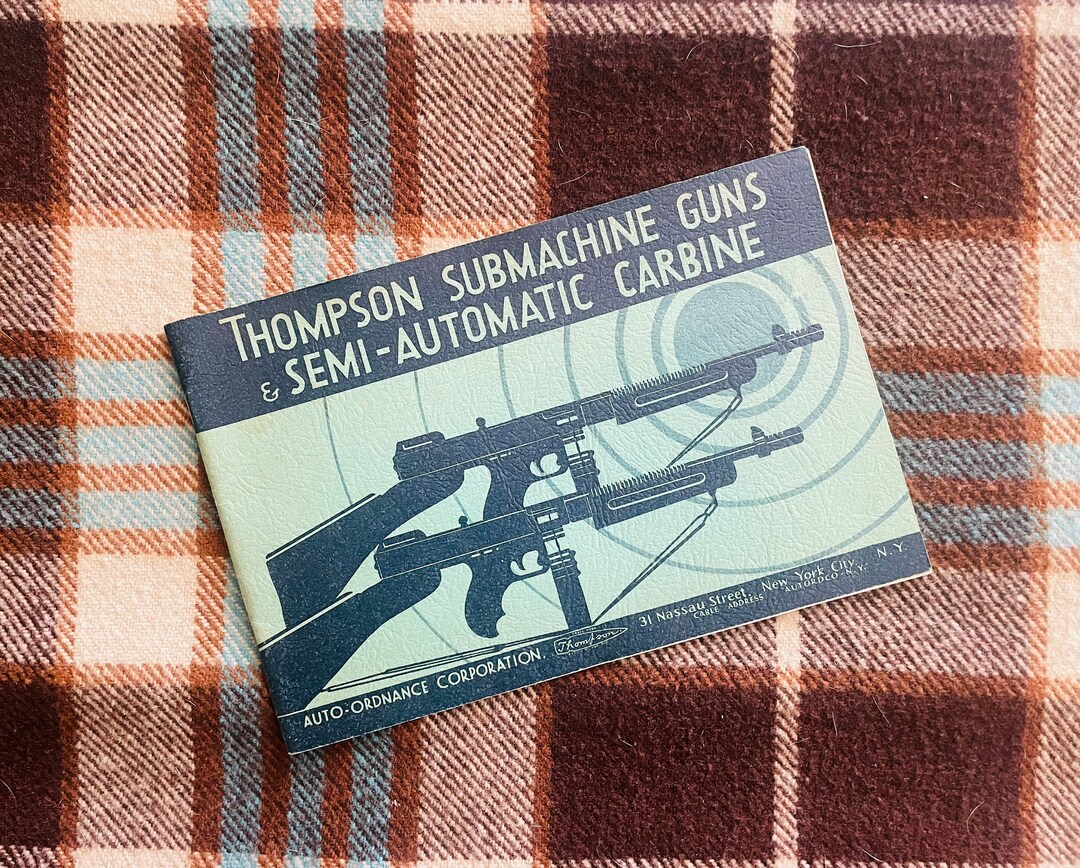 THOMPSON SUBMACHINE GUNS
& SEMI-AUTOMATIC CARBINE
AUTO-ORDNANCE CORPORATION.
Thompson
31 Nassau Street, New York City, N.Y.
CABLE ADDRESS AUTORDCO-N.Y.